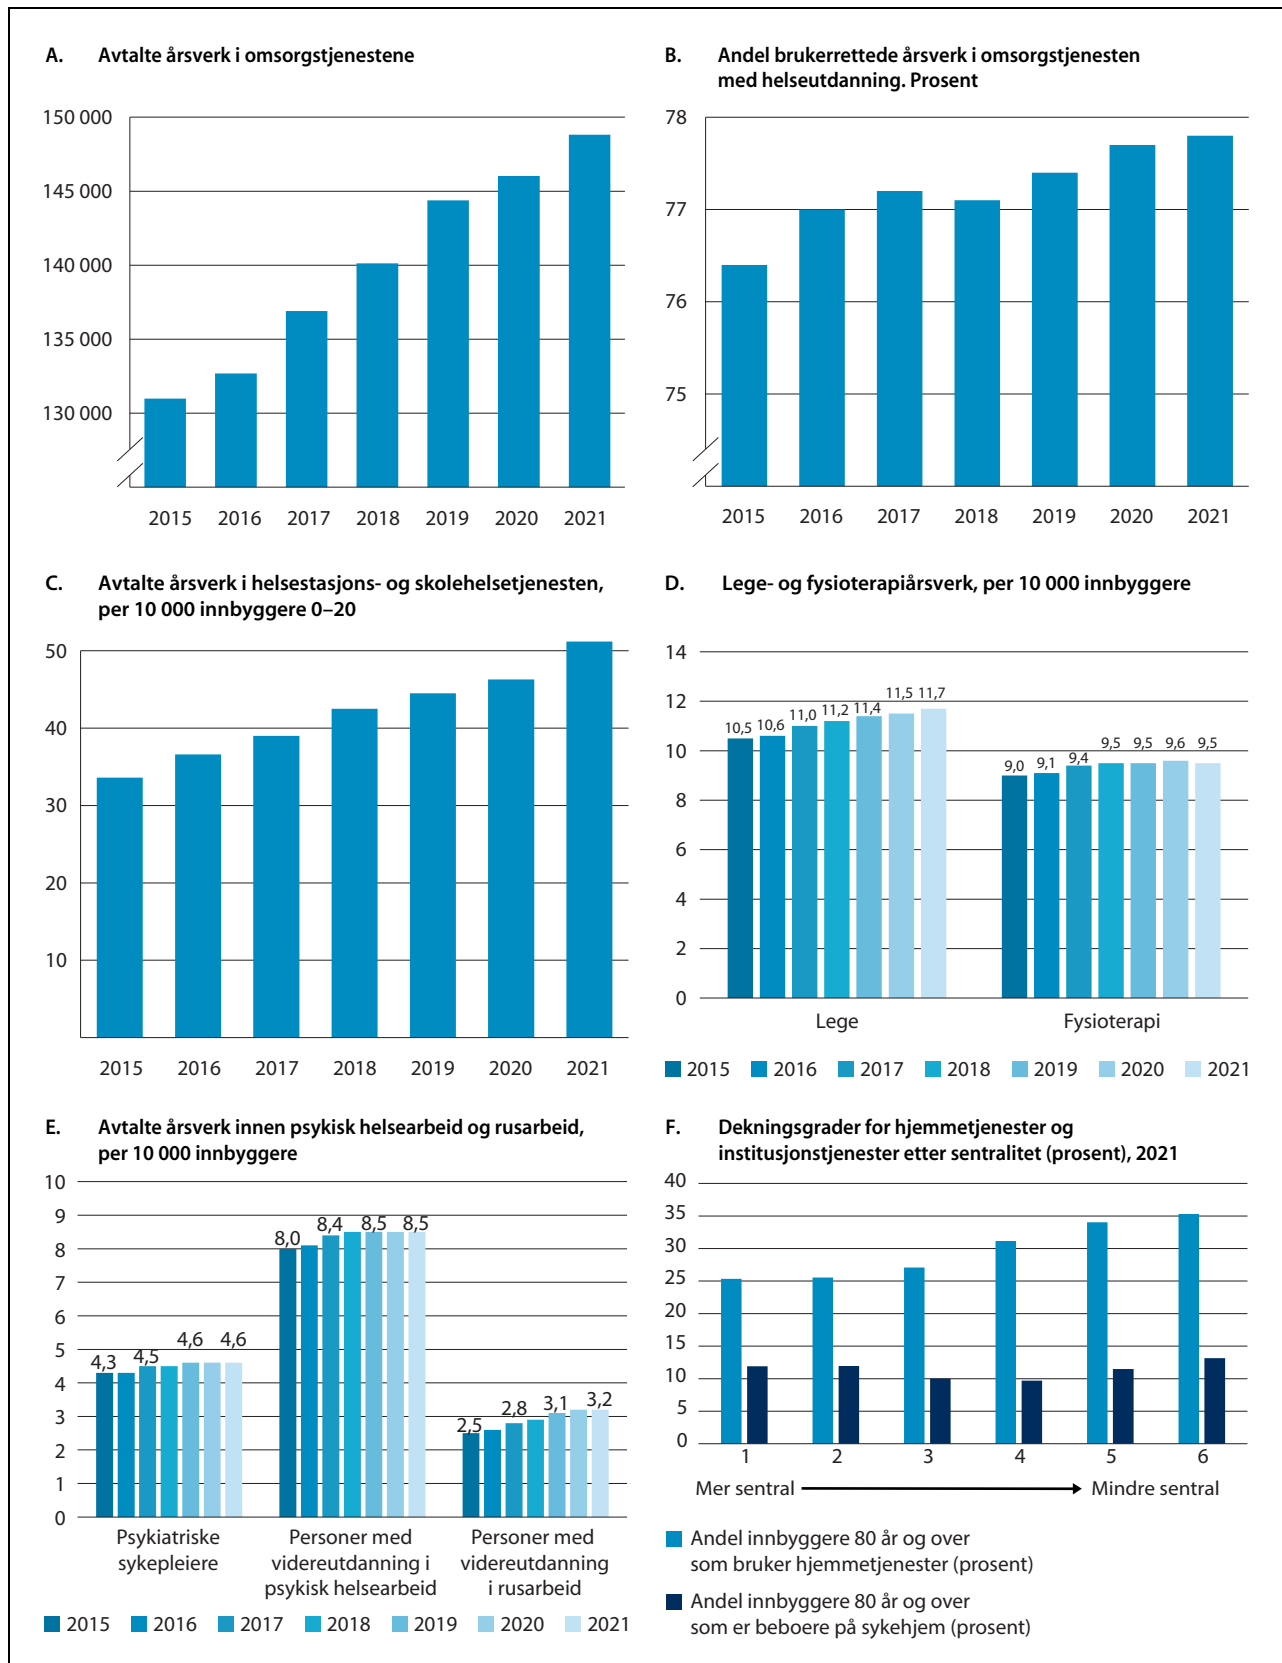 A. Avtalte årsverk i omsorgstjenestene
150 000
145 000
140 000
135 000
130 000
2015 2016 2017 2018 2019 2020 2021
B. Andel brukerrettede årsverk i omsorgstjenesten
med helseutdanning. Prosent
78
77
76
75
2015 2016 2017 2018 2019 2020 2021
C. Avtalte årsverk i helsestasjons- og skolehelsetjenesten,
per 10 000 innbyggere 0–20
50
40
30
20
10
2015 2016 2017 2018 2019 2020 2021
D. Lege- og fysioterapiårsverk, per 10 000 innbyggere
14
12
10
8
6
4
2
0
10,5 10,6 11,0 11,2 11,4 11,5 11,7
9,0 9,1 9,4 9,5 9,5 9,6 9,5
Lege Fysioterapi
2015 2016 2017 2018 2019 2020 2021
E. Avtalte årsverk innen psykisk helsearbeid og rusarbeid,
per 10 000 innbyggere
10
9
8
7
6
5
4
3
2
1
0
4,3 4,5 4,6 4,6
8,0 8,4 8,5 8,5
2,5 2,8 3,1 3,2
Psykiatriske
sykepleiere
Personer med
videreutdanning i
psykisk helsearbeid
Personer med
videreutdanning
i rusarbeid
2015 2016 2017 2018 2019 2020 2021
F. Dekningsgrader for hjemmetjenester og
institusjonstjenester etter sentralitet (prosent), 2021
40
35
30
25
20
15
10
5
0
1 2 3 4 5 6
Mer sentral Mindre sentral
Andel innbyggere 80 år og over
som bruker hjemmetjenester (prosent)
Andel innbyggere 80 år og over
som er beboere på sykehjem (prosent)